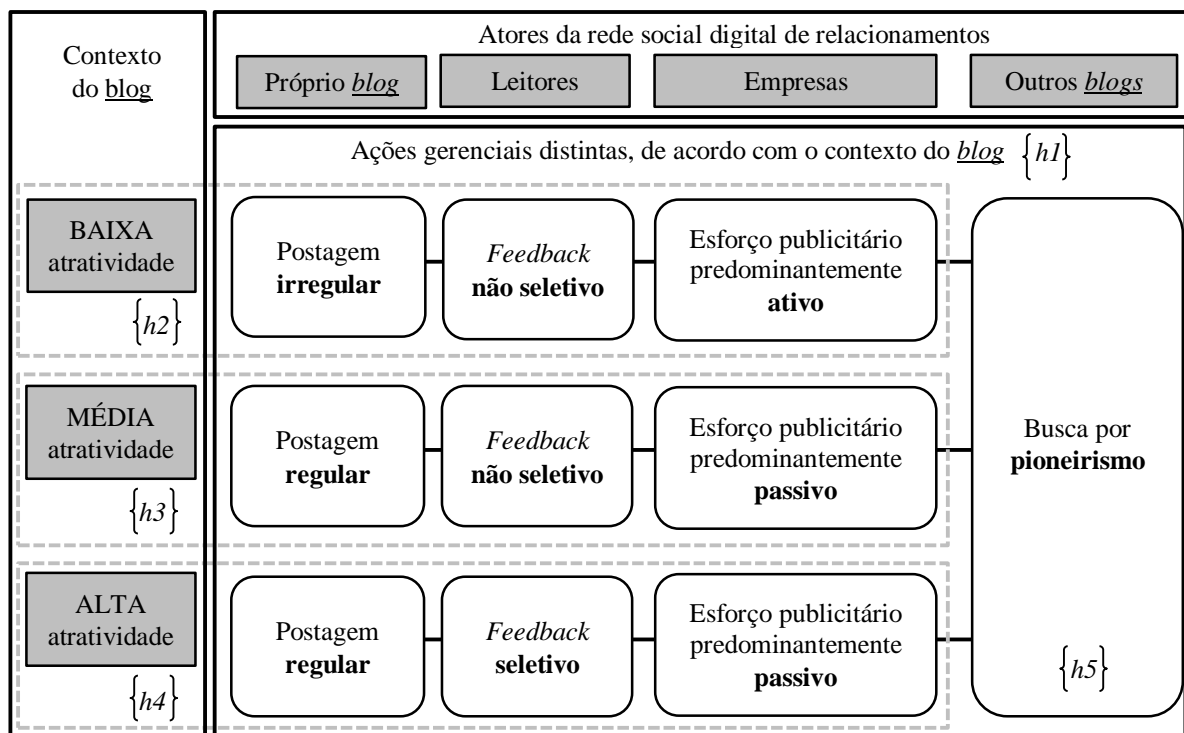 Contexto
do blog
Atores da rede social digital de relacionamentos
Próprio blog
Leitores
Empresas
Outros blogs
Ações gerenciais distintas, de acordo com o contexto do blog {h1}
BAIXA
atratividade
{h2}
Postagem
irregular
Feedback
não seletivo
Esforço publicitário
predominantemente
ativo
MÉDIA
atratividade
{h3}
Postagem
regular
Feedback
não seletivo
Esforço publicitário
predominantemente
passivo
ALTA
atratividade
{h4}
Postagem
regular
Feedback
seletivo
Esforço publicitário
predominantemente
passivo
Busca por
pioneirismo
{h5}